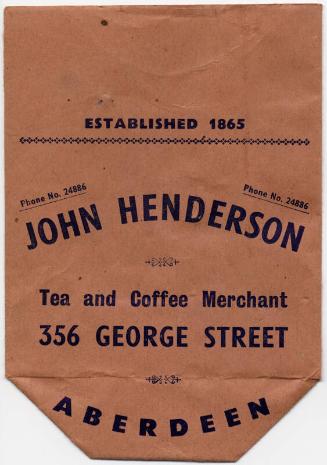 ESTABLISHED 1865
Phone No. 24886
Phone No. 24886
JOHN HENDERSON
Tea and Coffee Merchant
356 GEORGE STREET
ABERDEEN